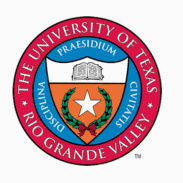 THE UNIVERSITY OF TEXAS
RIO GRANDE VALLEY
PRAESIDIUM
CIVITATIS
DISCIPLINA
TM